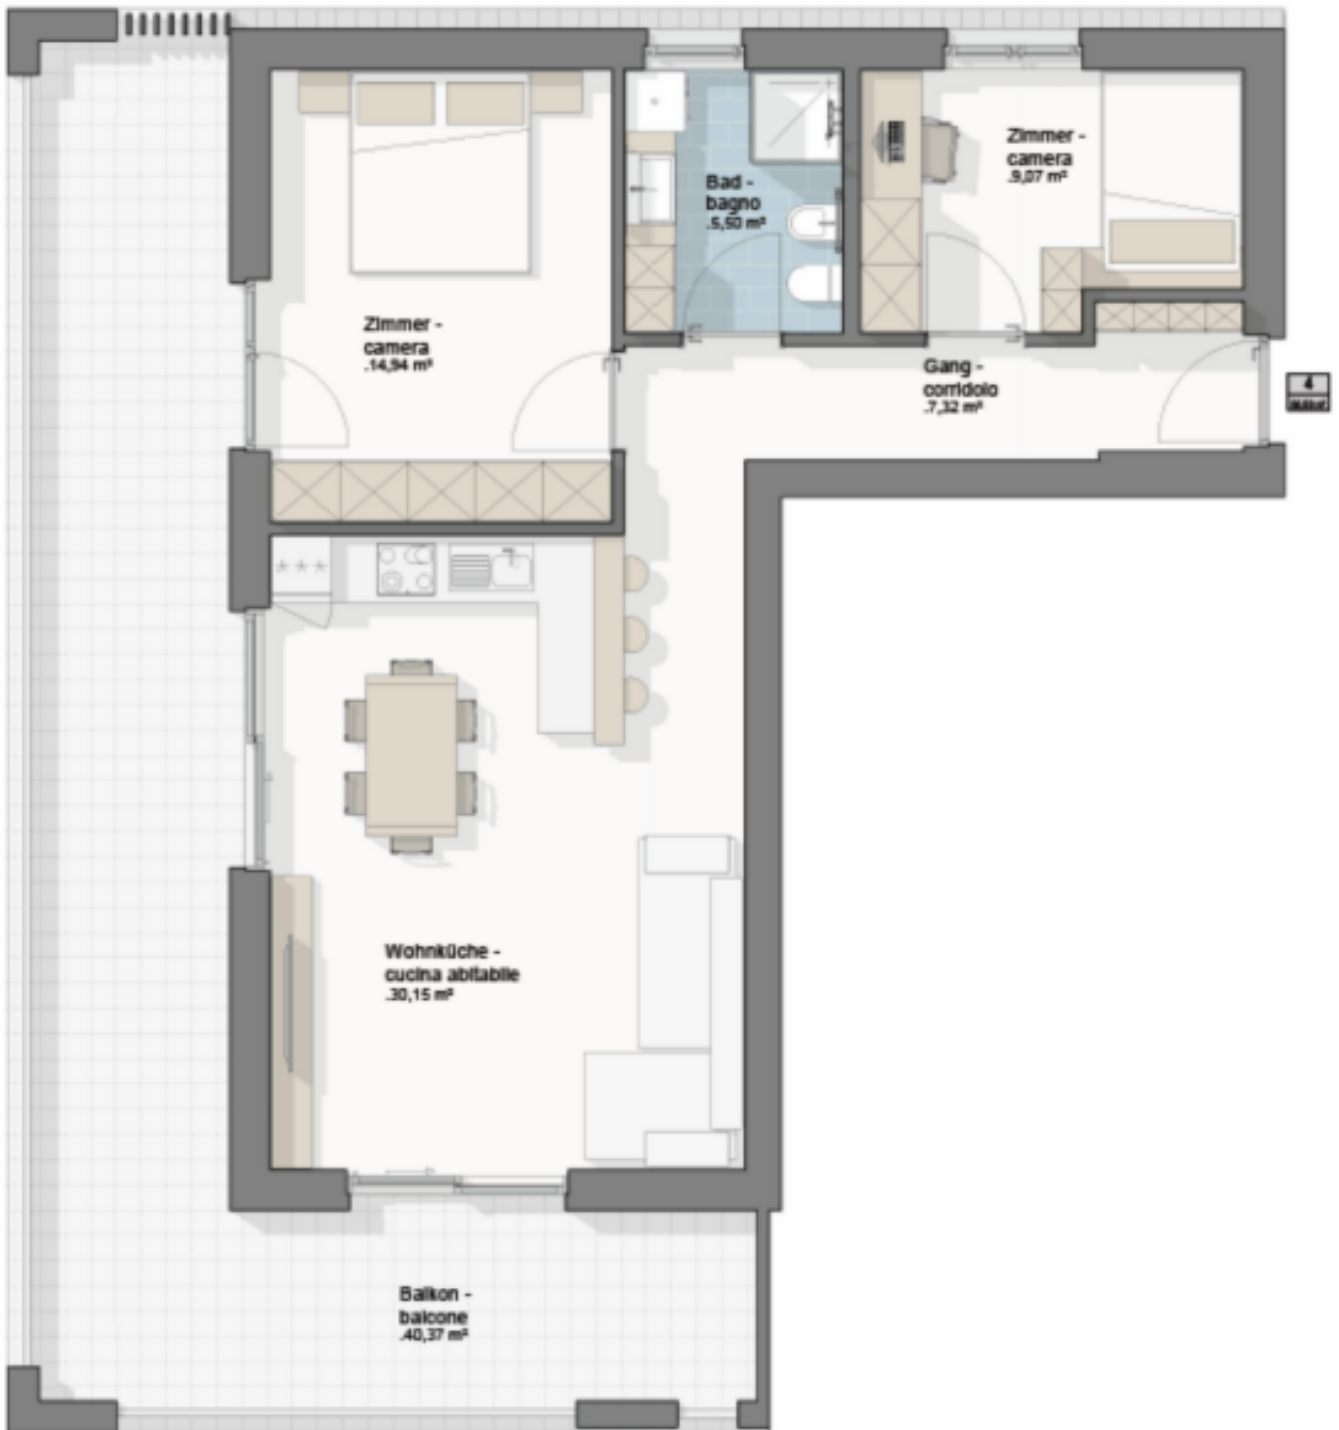 Zimmer -
camera
.14,94 m²
Bad -
bagno
.5,50 m²
Zimmer -
camera
.9,07 m²
Gang -
corridoio
.7,32 m²
4
Wohnküche -
cucina abitabile
.30,15 m²
Balkon -
balcone
.40,37 m²